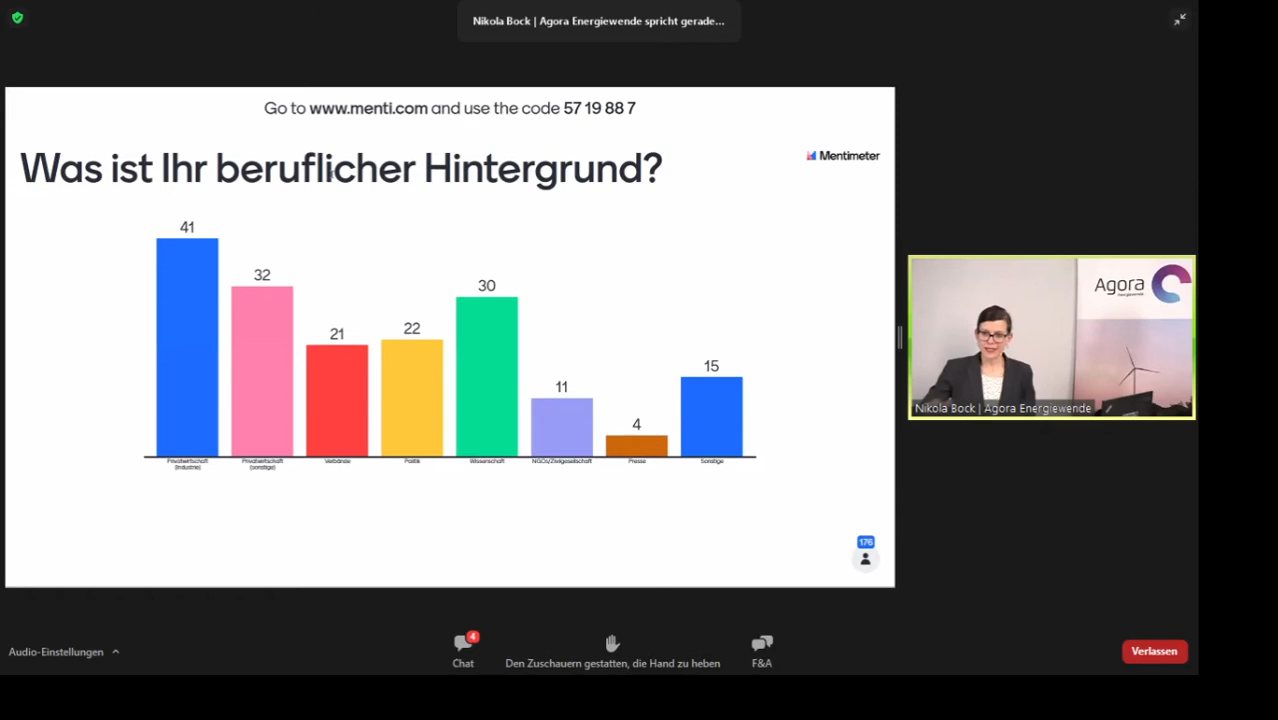 Nikola Bock | Agora Energiewende spricht gerade...
Go to www.menti.com and use the code 57 19 88 7
Was ist Ihr beruflicher Hintergrund?
Mentimeter
41
32
21
22
30
11
4
15
Privatwirtschaft
(Industrie)
Privatwirtschaft
(sonstige)
Verbände
Politik
Wissenschaft
NGOs/Zivilgesellschaft
Presse
Sonstige
176
Agora
Energiewende
Nikola Bock | Agora Energiewende
Audio-Einstellungen
4
Chat
Den Zuschauern gestatten, die Hand zu heben
F&A
Verlassen